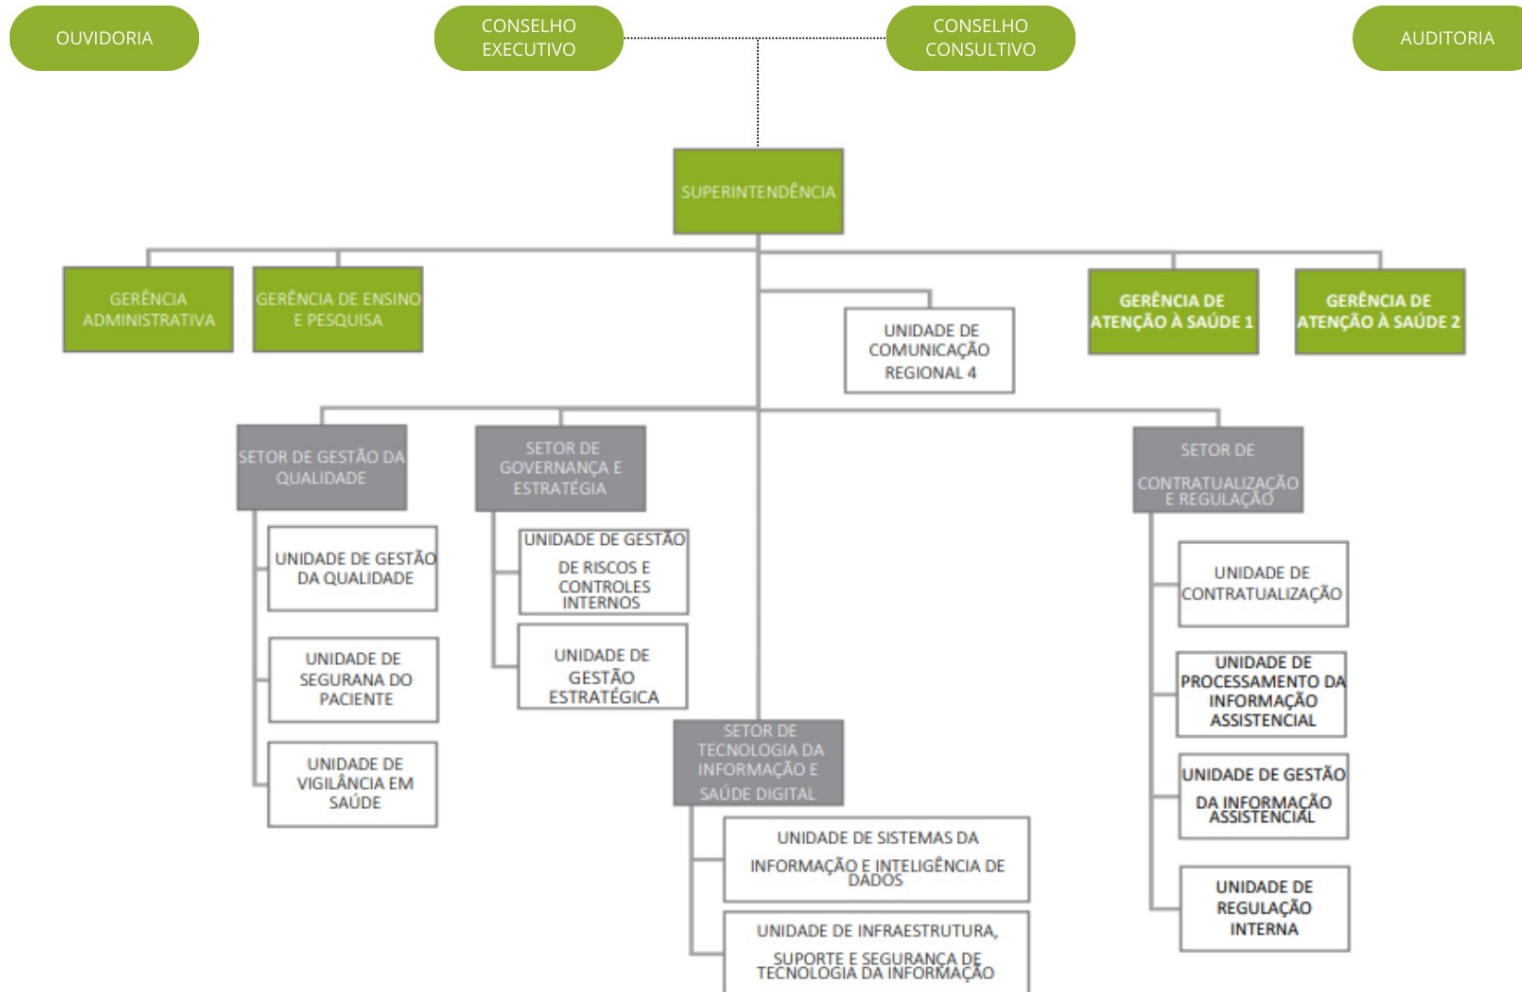 OUVIDORIA
CONSELHO
EXECUTIVO
CONSELHO
CONSULTIVO
AUDITORIA
SUPERINTENDÊNCIA
GERÊNCIA
ADMINISTRATIVA
GERÊNCIA DE ENSINO
E PESQUISA
UNIDADE DE
COMUNICAÇÃO
REGIONAL 4
GERÊNCIA DE
ATENÇÃO À SAÚDE 1
GERÊNCIA DE
ATENÇÃO À SAÚDE 2
SETOR DE GESTÃO DA
QUALIDADE
UNIDADE DE GESTÃO
DA QUALIDADE
UNIDADE DE
SEGURANA DO
PACIENTE
UNIDADE DE
VIGILÂNCIA EM
SAÚDE
SETOR DE
GOVERNANÇA E
ESTRATÉGIA
UNIDADE DE GESTÃO
DE RISCOS E
CONTROLES
INTERNOS
UNIDADE DE
GESTÃO
ESTRATÉGICA
SETOR DE
TECNOLOGIA DA
INFORMAÇÃO E
SAÚDE DIGITAL
UNIDADE DE SISTEMAS DA
INFORMAÇÃO E INTELIGÊNCIA DE
DADOS
UNIDADE DE INFRAESTRUTURA,
SUPORTE E SEGURANÇA DE
TECNOLOGIA DA INFORMAÇÃO
SETOR DE
CONTRATUALIZAÇÃO
E REGULAÇÃO
UNIDADE DE
CONTRATUALIZAÇÃO
UNIDADE DE
PROCESSAMENTO DA
INFORMAÇÃO
ASSISTENCIAL
UNIDADE DE GESTÃO
DA INFORMAÇÃO
ASSISTENCIAL
UNIDADE DE
REGULAÇÃO
INTERNA